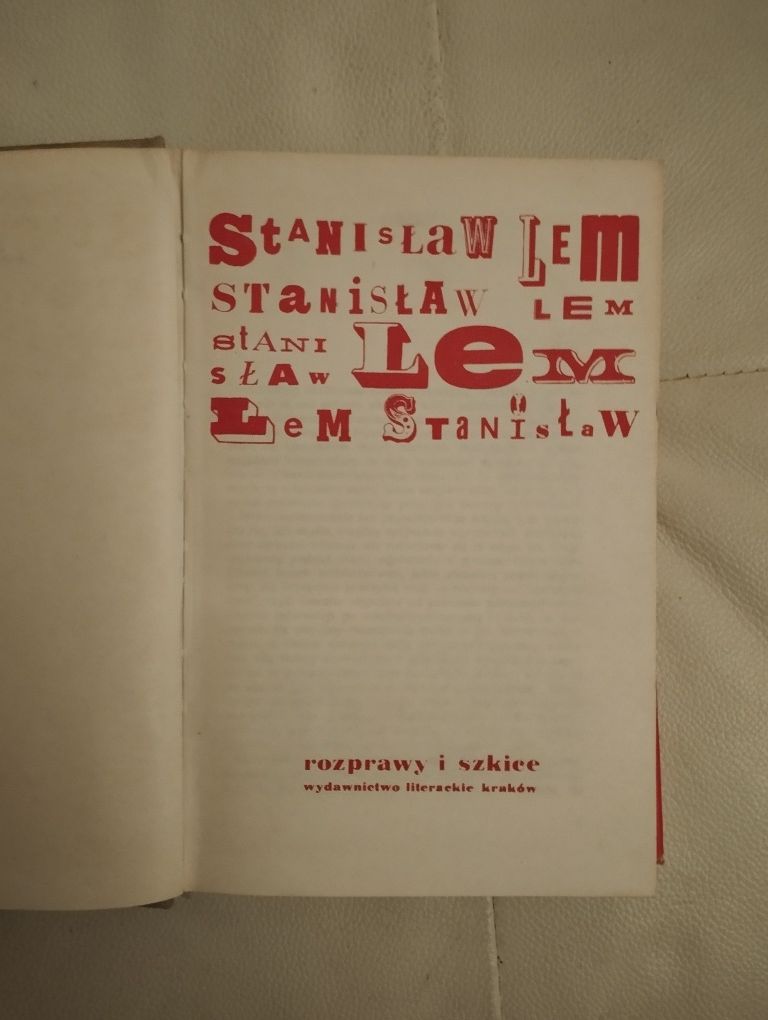 StANIsŁaW LEM
STanisŁAW LEM
stANI LeM
sŁAw
LeM STanisŁaW
rozprawy i szkice
wydawnictwo literackie kraków